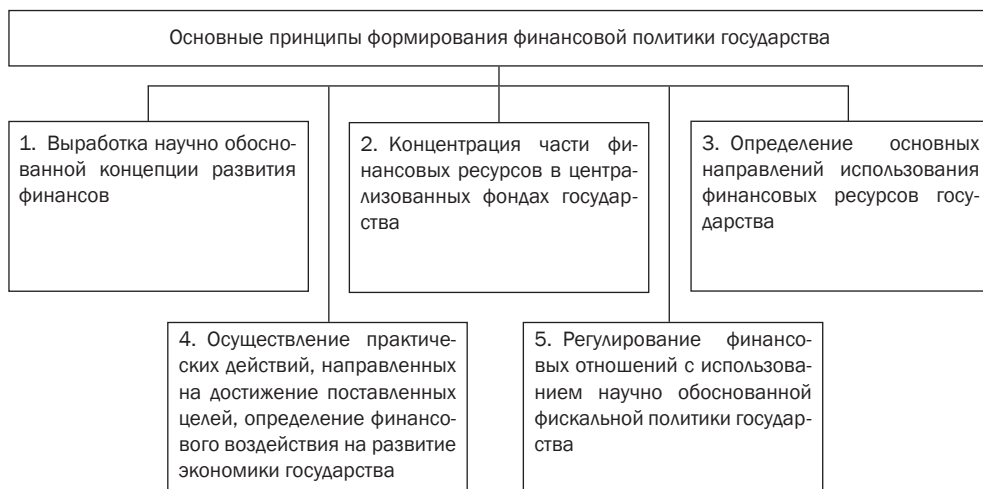 Основные принципы формирования финансовой политики государства
1. Выработка научно обосно-
ванной концепции развития
финансов
2. Концентрация части фи-
нансовых ресурсов в центра-
лизованных фондах государ-
ства
3. Определение основных
направлений использования
финансовых ресурсов госу-
дарства
4. Осуществление практиче-
ских действий, направленных
на достижение поставленных
целей, определение финансо-
вого воздействия на развитие
экономики государства
5. Регулирование финансо-
вых отношений с использова-
нием научно обоснованной
фискальной политики государ-
ства